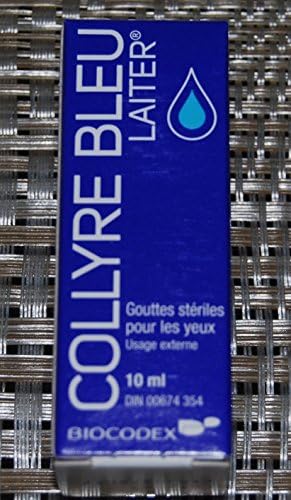 COLLYRE BLEU
LAITER®
Gouttes stériles
pour les yeux
Usage externe
10 ml
DIN 00674 354
BIOCODEX